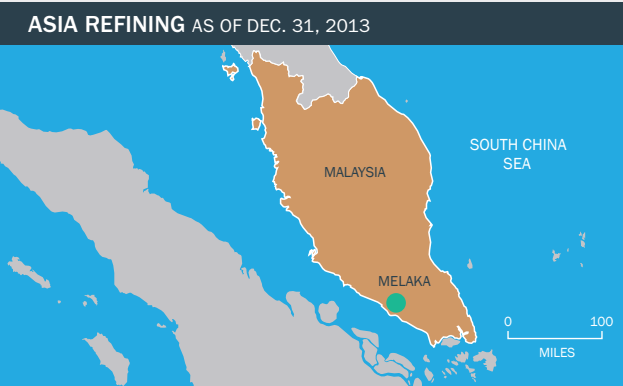 ASIA REFINING AS OF DEC. 31, 2013
SOUTH CHINA
SEA
MALAYSIA
MELAKA
0 100
MILES